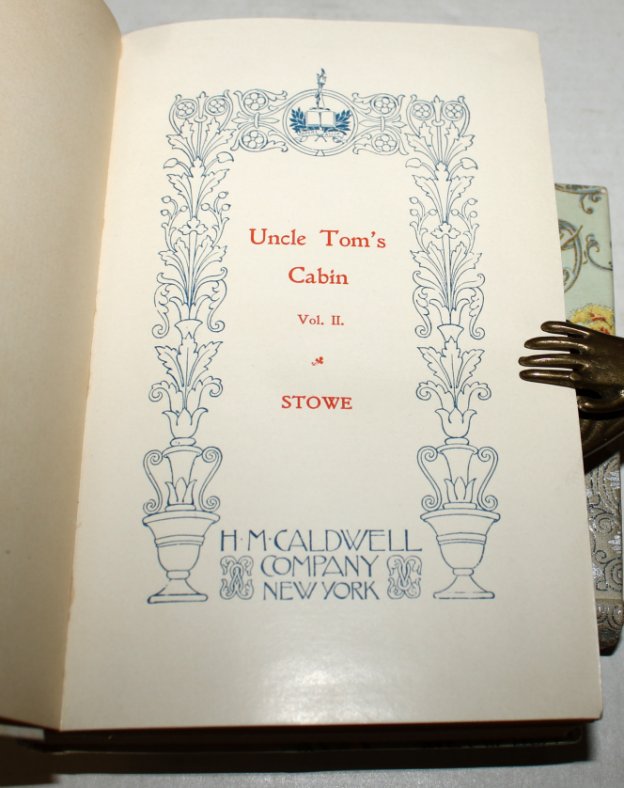 Uncle Tom's
Cabin
Vol. II.
STOWE
H·M·CALDWELL
COMPANY
NEW YORK